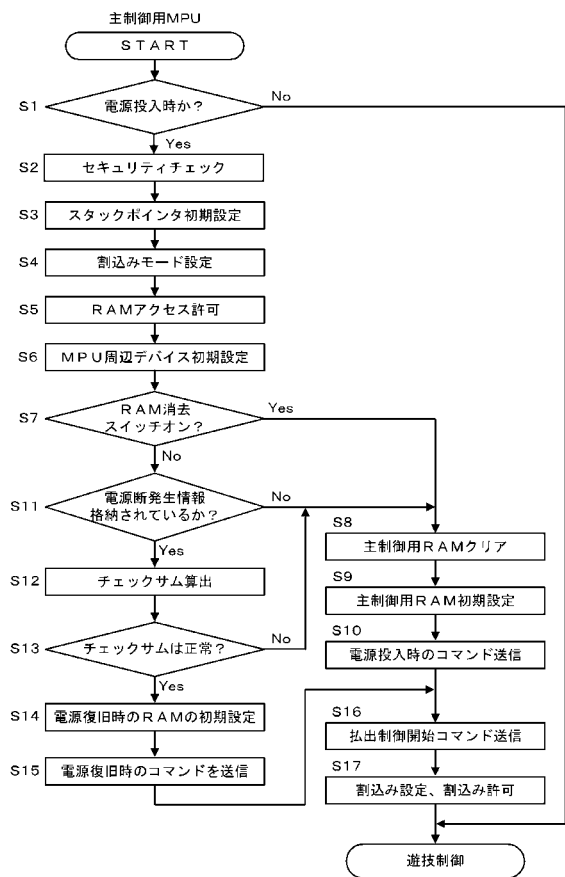 主制御用MPU
START
S1
電源投入時か？
No
Yes
S2
セキュリティチェック
S3
スタックポインタ初期設定
S4
割込みモード設定
S5
RAMアクセス許可
S6
MPU周辺デバイス初期設定
S7
RAM消去
スイッチオン？
Yes
No
S11
電源断発生情報
格納されているか？
No
Yes
S8
主制御用RAMクリア
S12
チェックサム算出
S9
主制御用RAM初期設定
S13
チェックサムは正常？
No
Yes
S10
電源投入時のコマンド送信
S14
電源復旧時のRAMの初期設定
S16
払出制御開始コマンド送信
S15
電源復旧時のコマンドを送信
S17
割込み設定、割込み許可
遊技制御